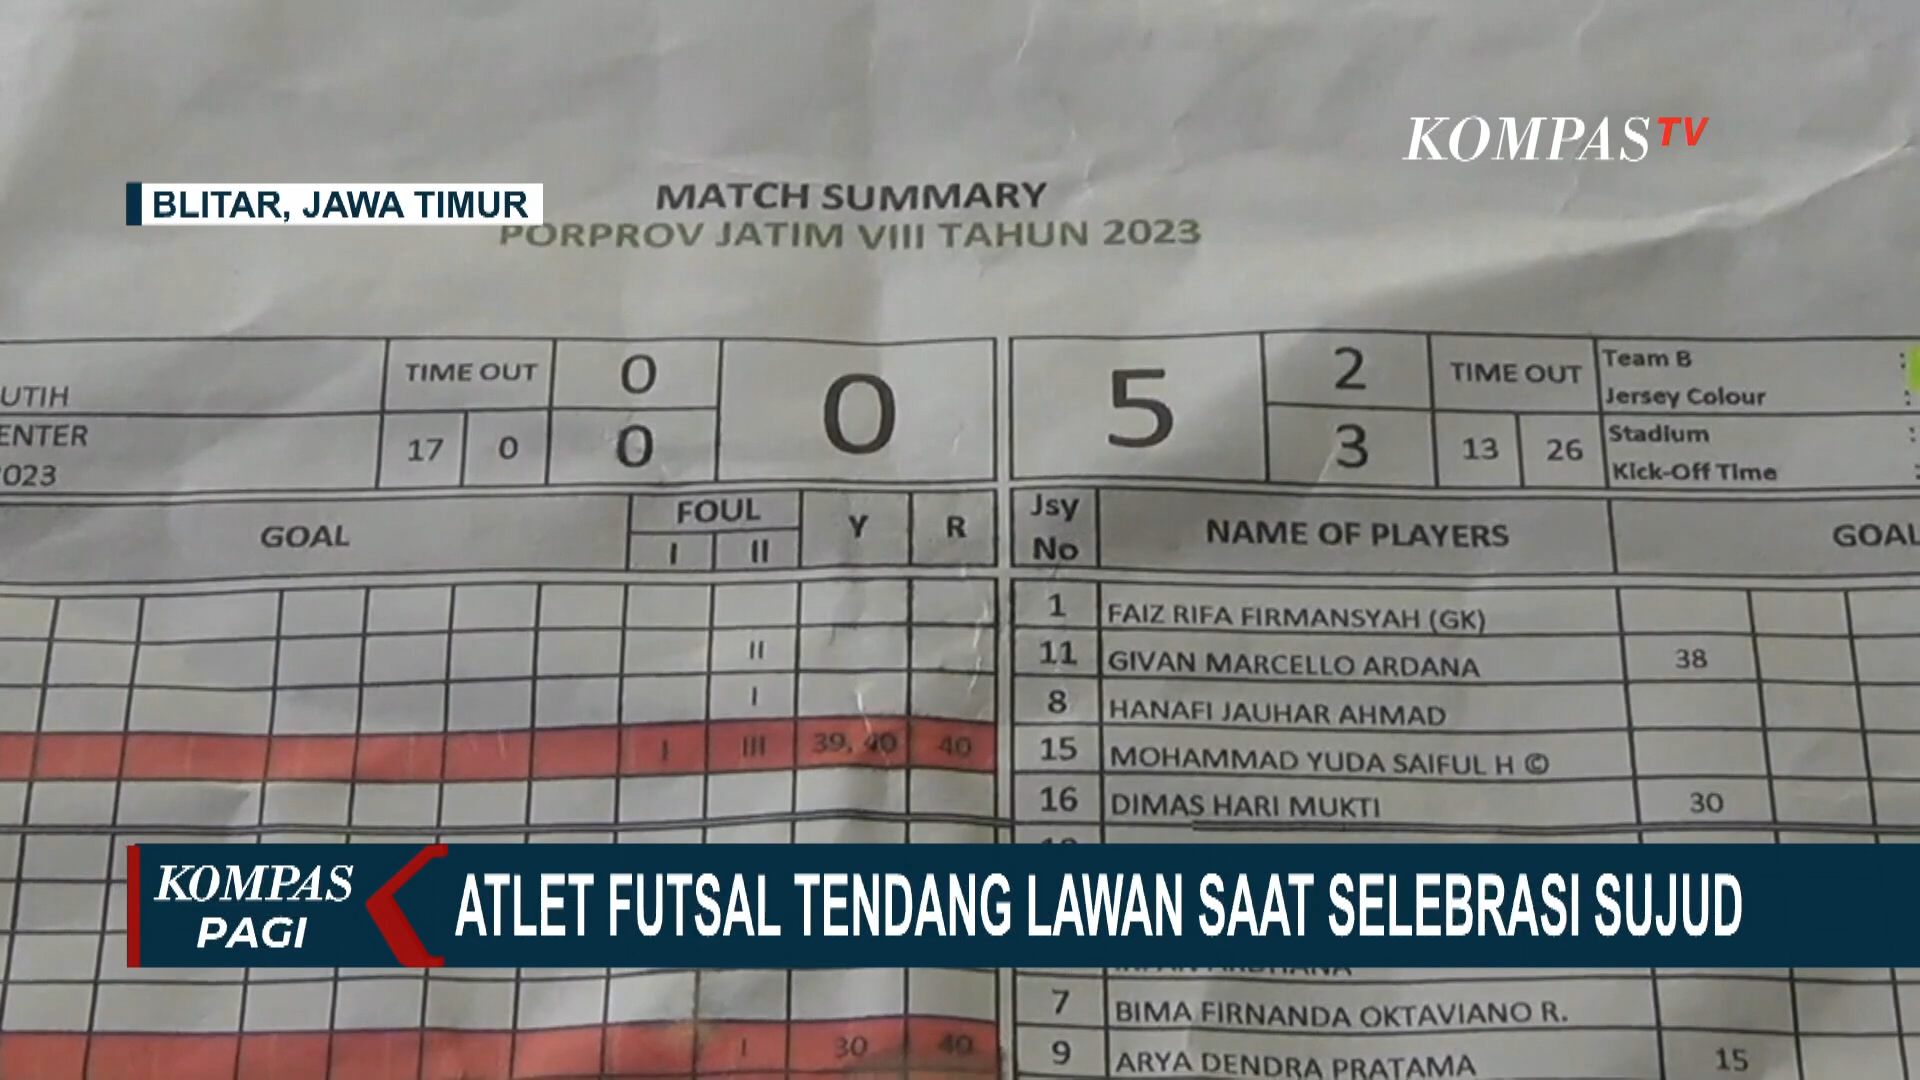 KOMPASTV
BLITAR, JAWA TIMUR
MATCH SUMMARY
PORPROV JATIM VIII TAHUN 2023
UTIH
ENTER
023
TIME OUT
17 0
0
0
0
5
2
3
TIME OUT
13 26
Team B :
Jersey Colour :
Stadium :
Kick-Off Time :
GOAL FOUL Y R
I II
Jsy No NAME OF PLAYERS GOAL
1 FAIZ RIFA FIRMANSYAH (GK)
II 11 GIVAN MARCELLO ARDANA 38
I 8 HANAFI JAUHAR AHMAD
I III 39, 40 40 15 MOHAMMAD YUDA SAIFUL H ©
16 DIMAS HARI MUKTI 30
KOMPAS
PAGI
ATLET FUTSAL TENDANG LAWAN SAAT SELEBRASI SUJUD
7 BIMA FIRNANDA OKTAVIANO R.
I 30 40 9 ARYA DENDRA PRATAMA 15